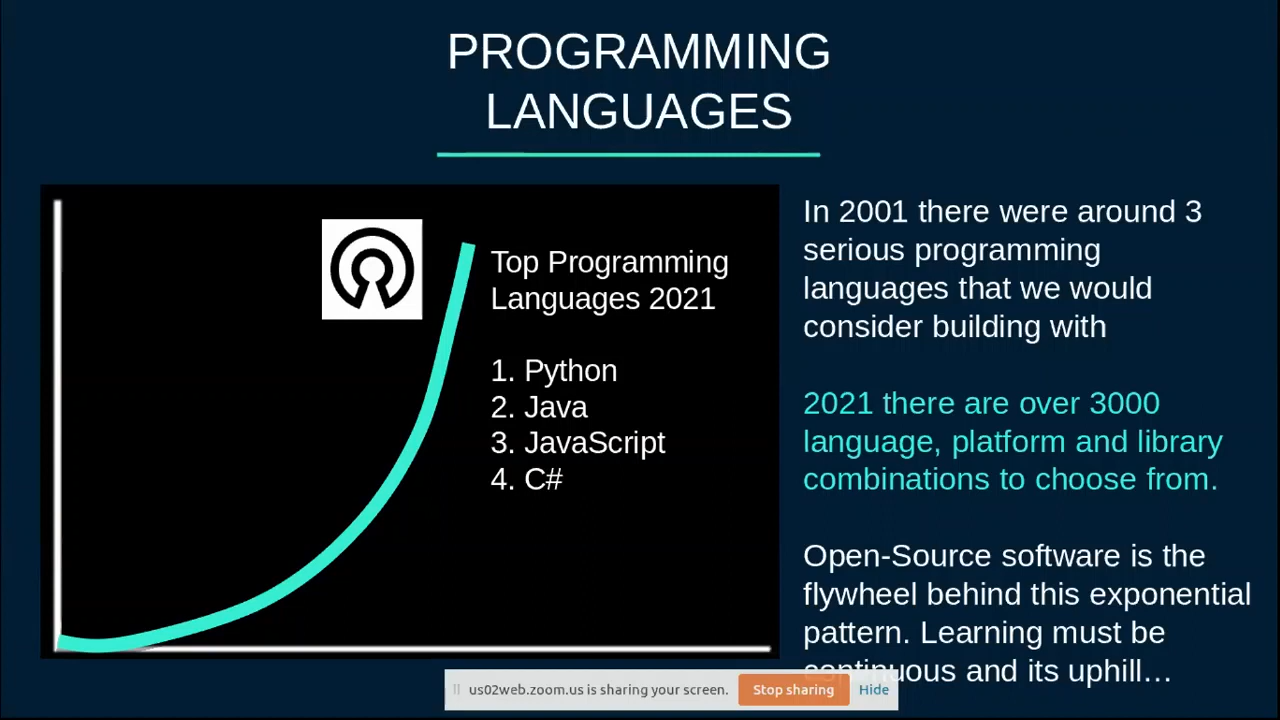 PROGRAMMING
LANGUAGES
Top Programming
Languages 2021
1. Python
2. Java
3. JavaScript
4. C#
In 2001 there were around 3
serious programming
languages that we would
consider building with
2021 there are over 3000
language, platform and library
combinations to choose from.
Open-Source software is the
flywheel behind this exponential
pattern. Learning must be
continuous and its uphill…
us02web.zoom.us is sharing your screen.
Stop sharing
Hide